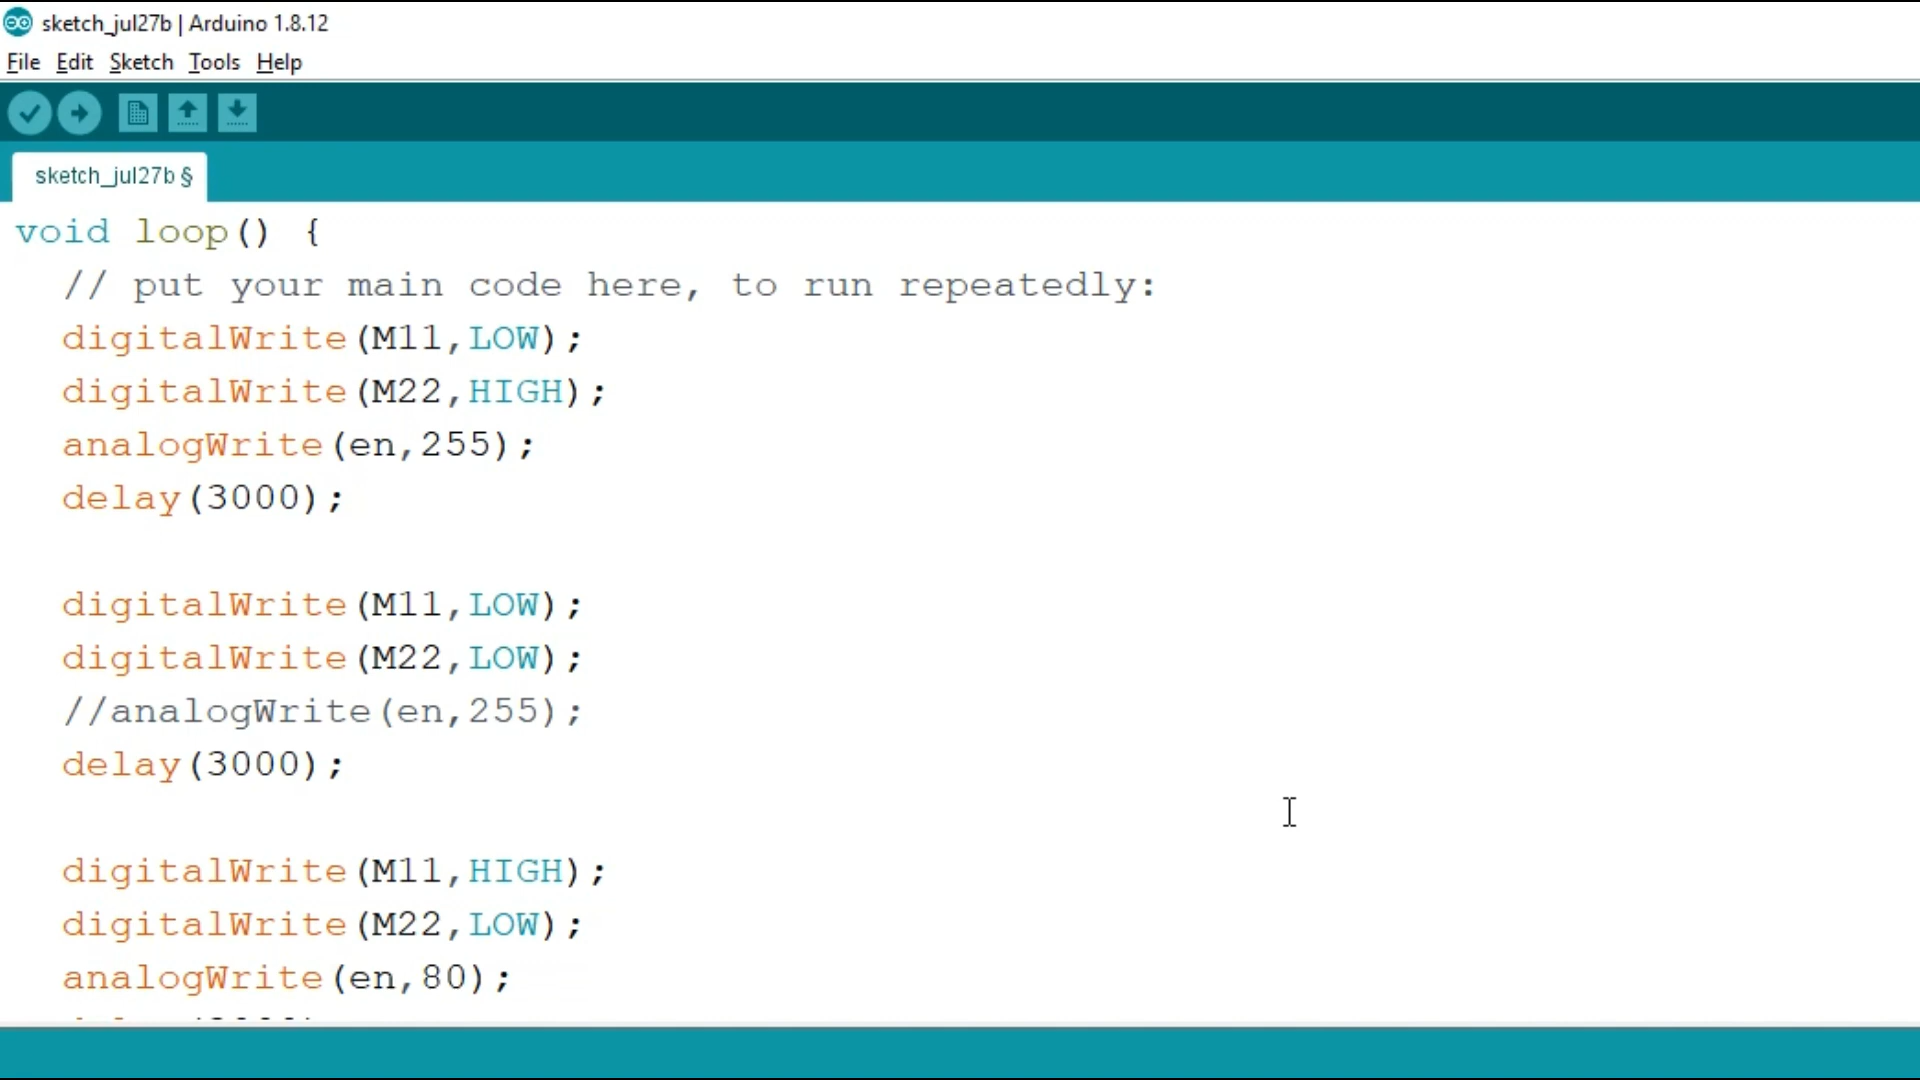 sketch_jul27b | Arduino 1.8.12
File Edit Sketch Tools Help
sketch_jul27b §
void loop() {
// put your main code here, to run repeatedly:
digitalWrite(M11,LOW);
digitalWrite(M22,HIGH);
analogWrite(en,255);
delay(3000);
digitalWrite(M11,LOW);
digitalWrite(M22,LOW);
//analogWrite(en,255);
delay(3000);
digitalWrite(M11,HIGH);
digitalWrite(M22,LOW);
analogWrite(en,80);